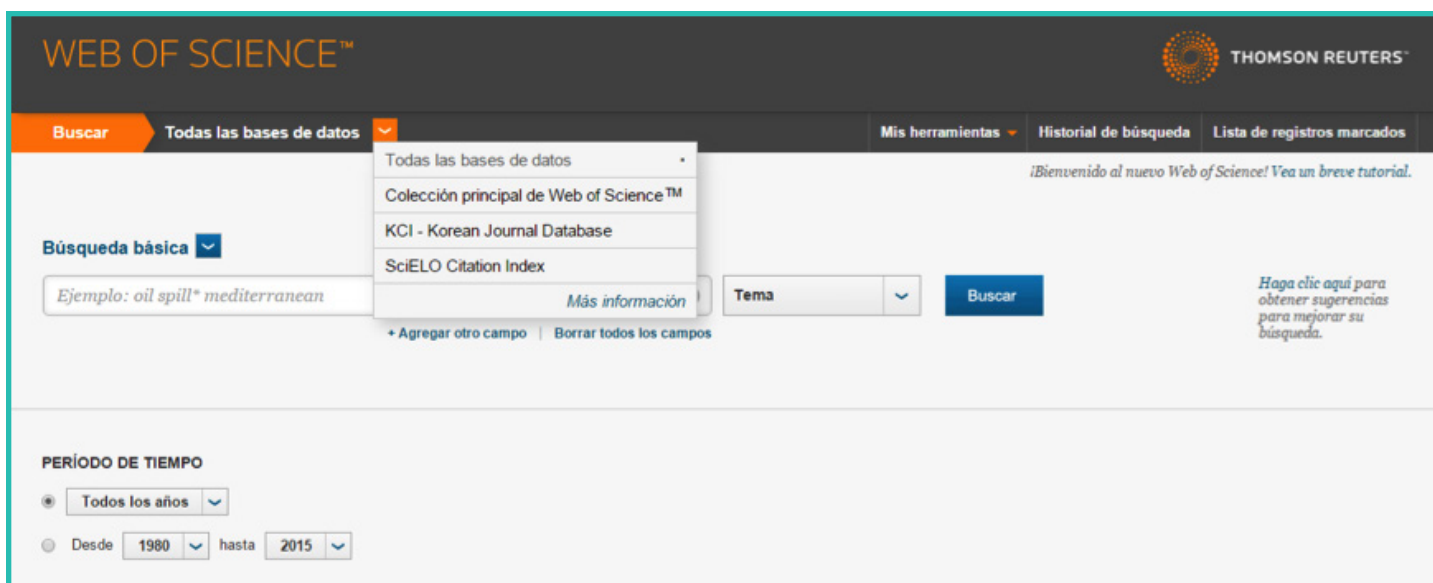 WEB OF SCIENCE™
THOMSON REUTERS™
Buscar
Todas las bases de datos
Mis herramientas
Historial de búsqueda
Lista de registros marcados
Todas las bases de datos
Colección principal de Web of Science™
KCI - Korean Journal Database
SciELO Citation Index
Más información
¡Bienvenido al nuevo Web of Science! Vea un breve tutorial.
Búsqueda básica
Ejemplo: oil spill* mediterranean
Tema
Buscar
Haga clic aquí para
obtener sugerencias
para mejorar su
búsqueda.
+ Agregar otro campo | Borrar todos los campos
PERÍODO DE TIEMPO
Todos los años
Desde 1980 hasta 2015